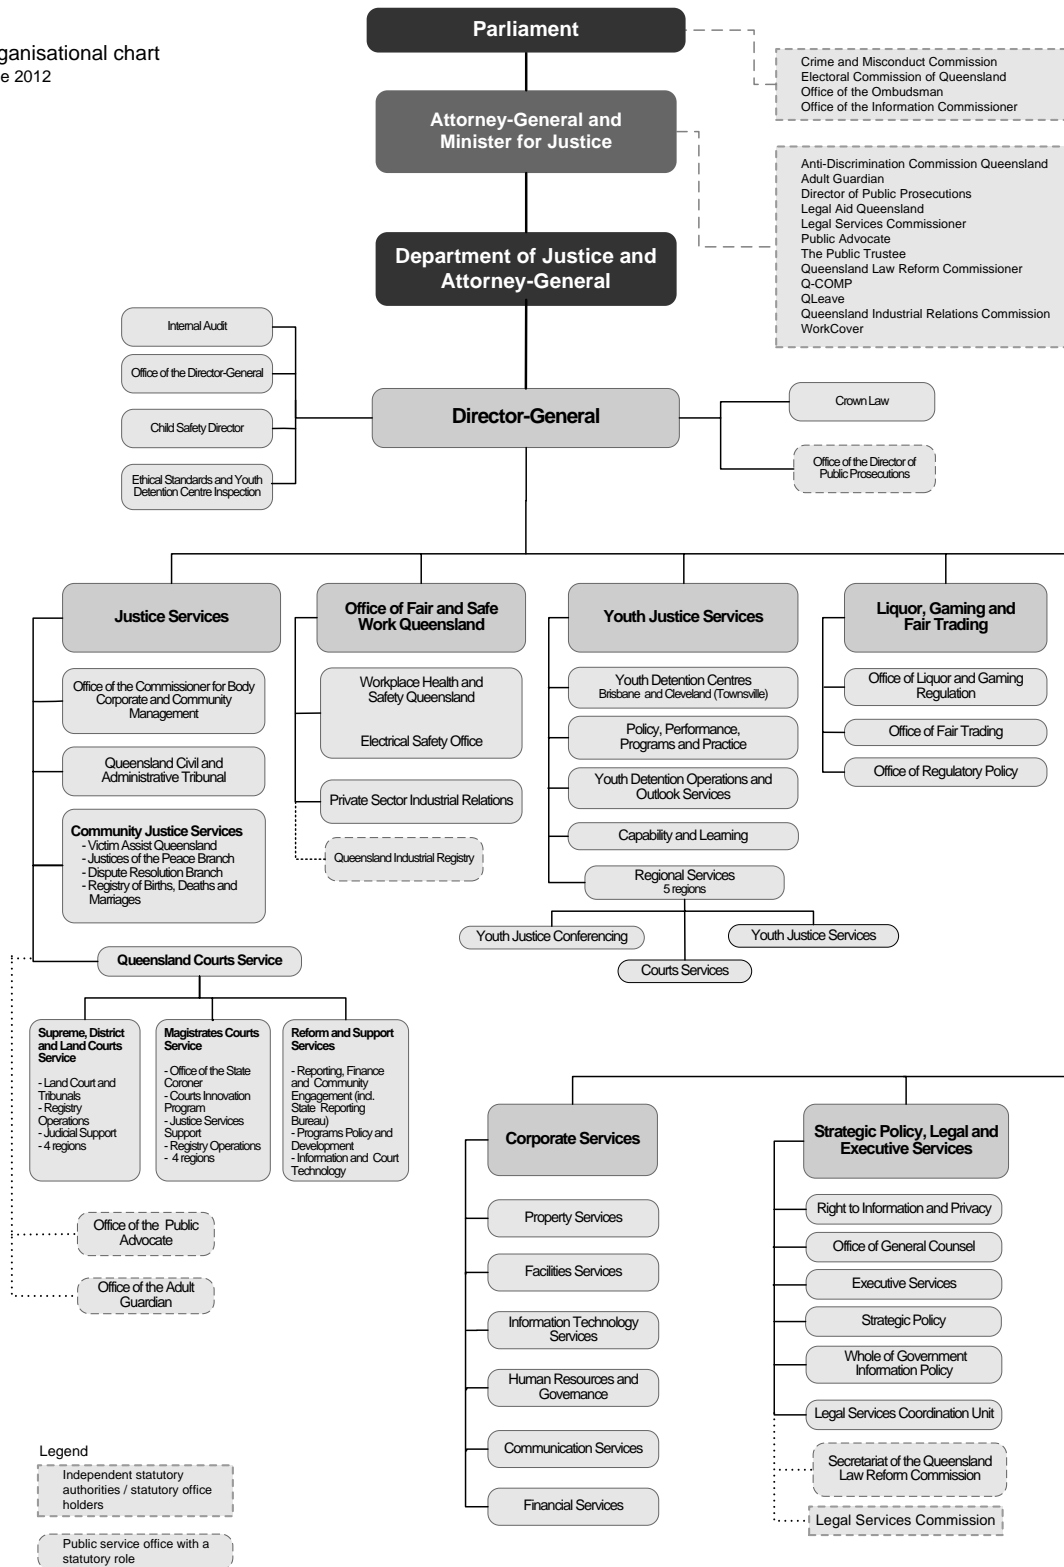 Parliament
ganisational chart
e 2012
Crime and Misconduct Commission
Electoral Commission of Queensland
Office of the Ombudsman
Office of the Information Commissioner
Attorney-General and
Minister for Justice
Anti-Discrimination Commission Queensland
Adult Guardian
Director of Public Prosecutions
Legal Aid Queensland
Legal Services Commissioner
Public Advocate
The Public Trustee
Queensland Law Reform Commissioner
Q-COMP
QLeave
Queensland Industrial Relations Commission
WorkCover
Department of Justice and
Attorney-General
Internal Audit
Office of the Director-General
Child Safety Director
Ethical Standards and Youth
Detention Centre Inspection
Director-General
Crown Law
Office of the Director of
Public Prosecutions
Justice Services
Office of the Commissioner for Body
Corporate and Community
Management
Queensland Civil and
Administrative Tribunal
Community Justice Services
- Victim Assist Queensland
- Justices of the Peace Branch
- Dispute Resolution Branch
- Registry of Births, Deaths and
Marriages
Queensland Courts Service
Supreme, District
and Land Courts
Service
- Land Court and
Tribunals
- Registry
Operations
- Judicial Support
- 4 regions
Magistrates Courts
Service
- Office of the State
Coroner
- Courts Innovation
Program
- Justice Services
Support
- Registry Operations
- 4 regions
Reform and Support
Services
- Reporting, Finance
and Community
Engagement (incl.
State Reporting
Bureau)
- Programs Policy and
Development
- Information and Court
Technology
Office of the Public
Advocate
Office of the Adult
Guardian
Office of Fair and Safe
Work Queensland
Workplace Health and
Safety Queensland
Electrical Safety Office
Private Sector Industrial Relations
Queensland Industrial Registry
Youth Justice Services
Youth Detention Centres
Brisbane and Cleveland (Townsville)
Policy, Performance,
Programs and Practice
Youth Detention Operations and
Outlook Services
Capability and Learning
Regional Services
5 regions
Youth Justice Conferencing
Youth Justice Services
Courts Services
Liquor, Gaming and
Fair Trading
Office of Liquor and Gaming
Regulation
Office of Fair Trading
Office of Regulatory Policy
Corporate Services
Property Services
Facilities Services
Information Technology
Services
Human Resources and
Governance
Communication Services
Financial Services
Strategic Policy, Legal and
Executive Services
Right to Information and Privacy
Office of General Counsel
Executive Services
Strategic Policy
Whole of Government
Information Policy
Legal Services Coordination Unit
Secretariat of the Queensland
Law Reform Commission
Legal Services Commission
Legend
Independent statutory
authorities / statutory office
holders
Public service office with a
statutory role